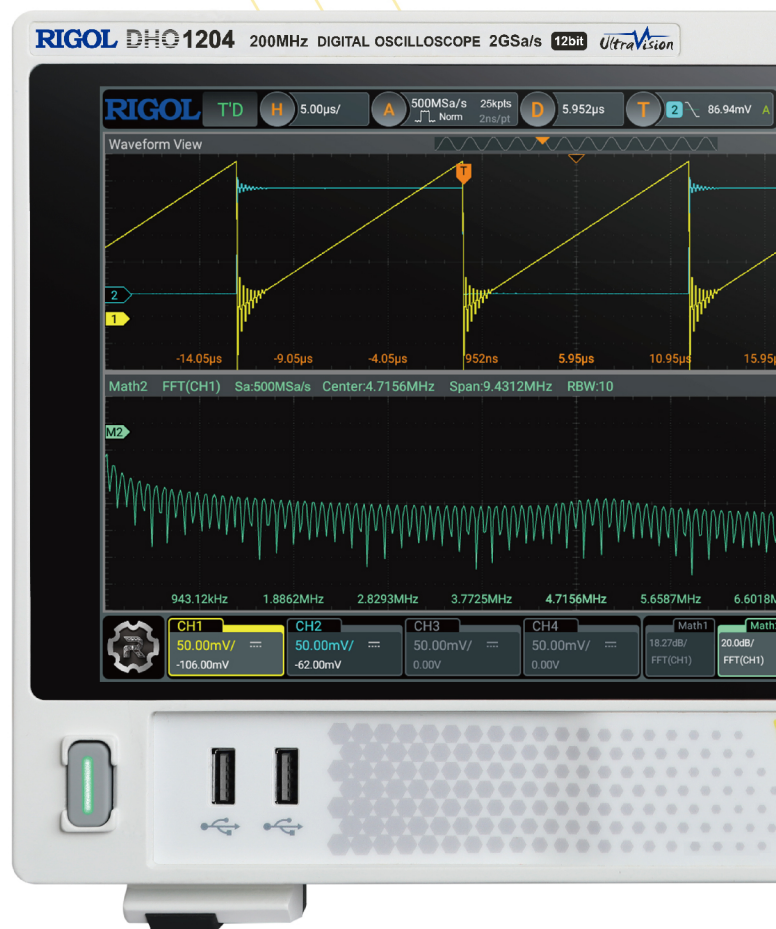 RIGOL DHO1204 200MHz DIGITAL OSCILLOSCOPE 2GSa/s 12bit UltraVision
RIGOL T'D H 5.00µs/ A 500MSa/s 25kpts D 5.952µs T 2 86.94mV A
Norm 2ns/pt
Waveform View
T
2
1
-14.05µs -9.05µs -4.05µs 952ns 5.95µs 10.95µs 15.95µ
Math2 FFT(CH1) Sa:500MSa/s Center:4.7156MHz Span:9.4312MHz RBW:10
M2
943.12kHz 1.8862MHz 2.8293MHz 3.7725MHz 4.7156MHz 5.6587MHz 6.6018M
CH1 CH2 CH3 CH4 Math1 Math
50.00mV/ 50.00mV/ 50.00mV/ 50.00mV/ 18.27dB/ 20.0dB/
-106.00mV -62.00mV 0.00V 0.00V FFT(CH1) FFT(CH1)